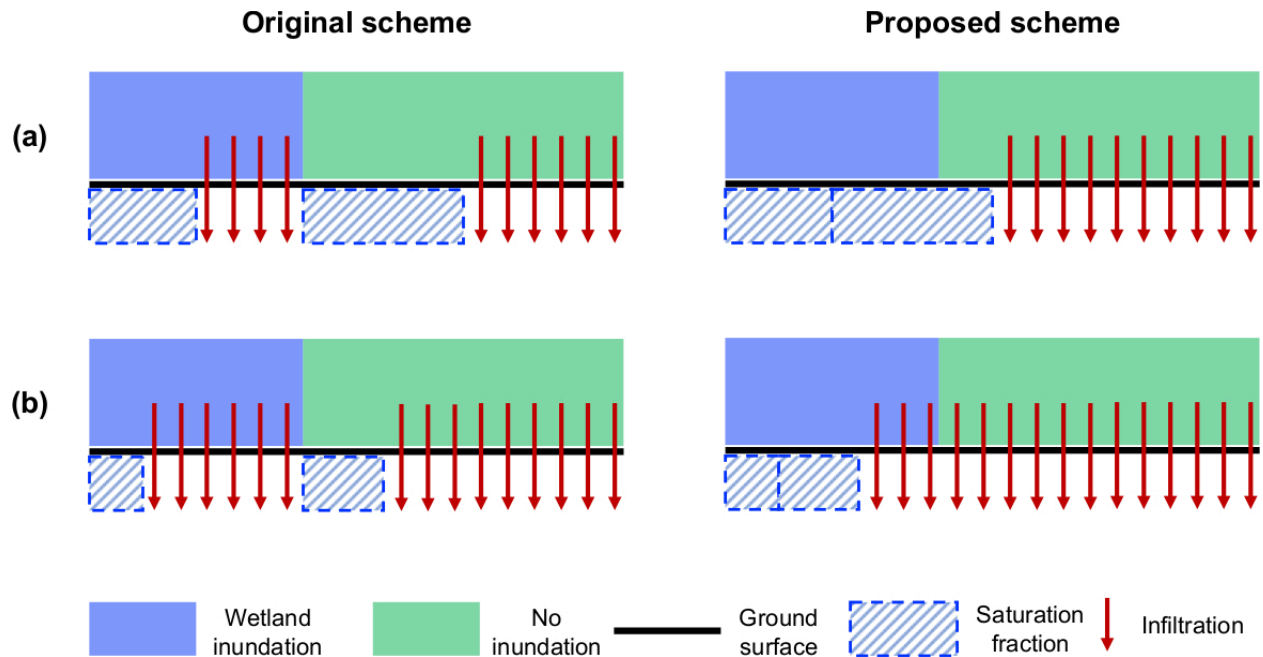 Original scheme
Proposed scheme
(a)
(b)
Wetland
inundation
No
inundation
Ground
surface
Saturation
fraction
Infiltration